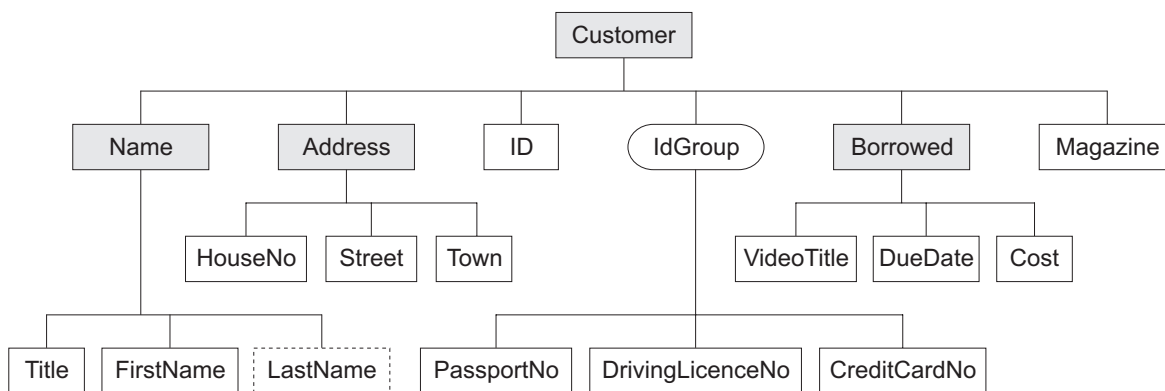 Customer
Name Address ID IdGroup Borrowed Magazine
HouseNo Street Town VideoTitle DueDate Cost
Title FirstName LastName PassportNo DrivingLicenceNo CreditCardNo